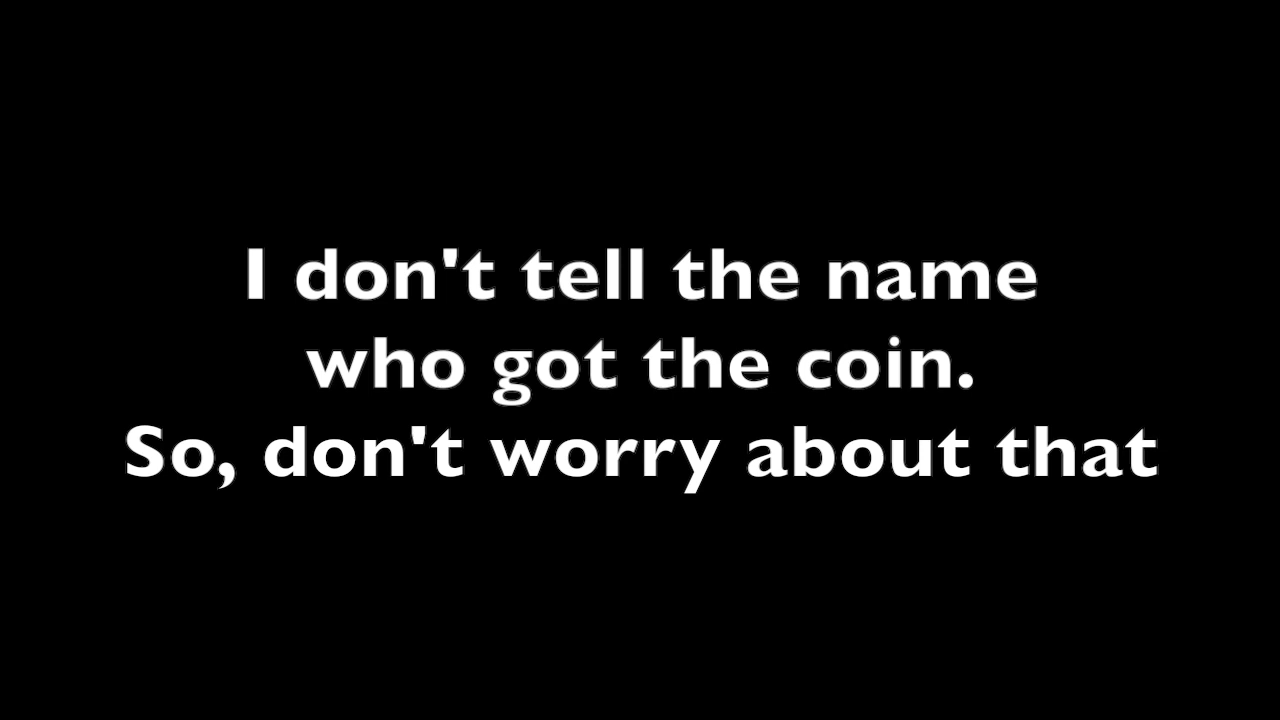 I don't tell the name
who got the coin.
So, don't worry about that